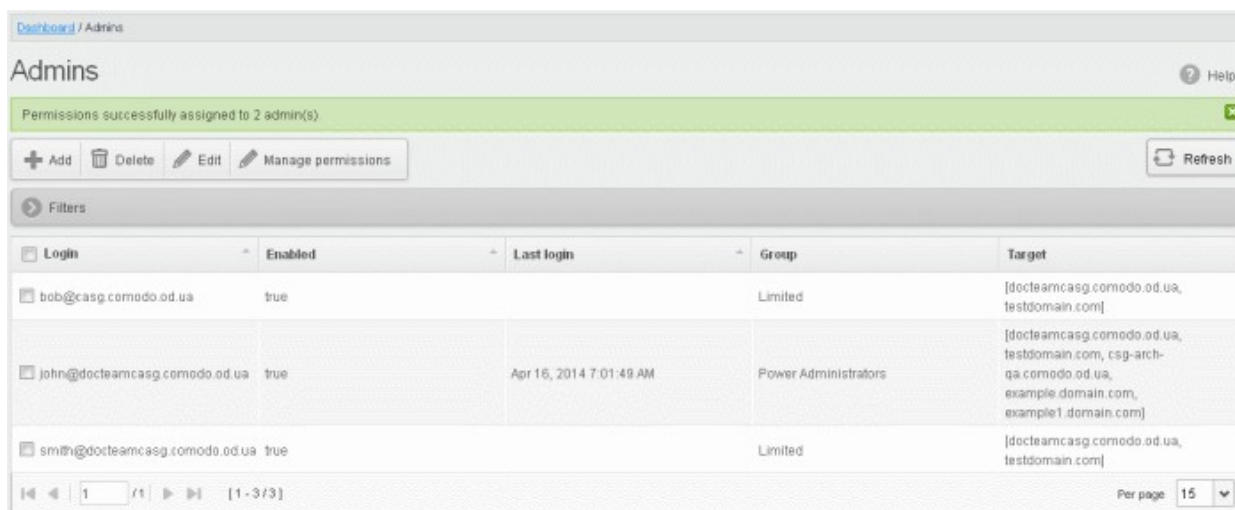 Dashboard / Admins
Admins
Help
Permissions successfully assigned to 2 admin(s).
Add Delete Edit Manage permissions
Refresh
Filters
Login Enabled Last login Group Target
bob@casg.comodo.od.ua true Limited [docteamcasg.comodo.od.ua,
testdomain.com]
[docteamcasg.comodo.od.ua,
testdomain.com, csg-arch-
john@docteamcasg.comodo.od.ua true Apr 16, 2014 7:01:49 AM Power Administrators qa.comodo.od.ua,
example.domain.com,
example1.domain.com]
smith@docteamcasg.comodo.od.ua true Limited [docteamcasg.comodo.od.ua,
testdomain.com]
1 /1 [1 - 3 / 3] Per page 15